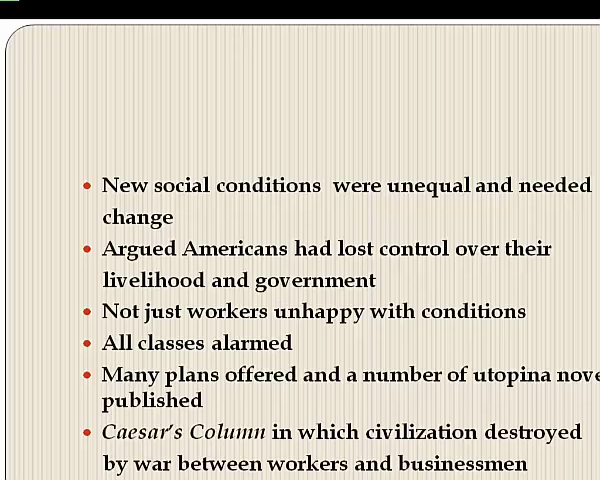 • New social conditions  were unequal and needed
change
• Argued Americans had lost control over their
livelihood and government
• Not just workers unhappy with conditions
• All classes alarmed
• Many plans offered and a number of utopina nove
published
• Caesar's Column in which civilization destroyed
by war between workers and businessmen